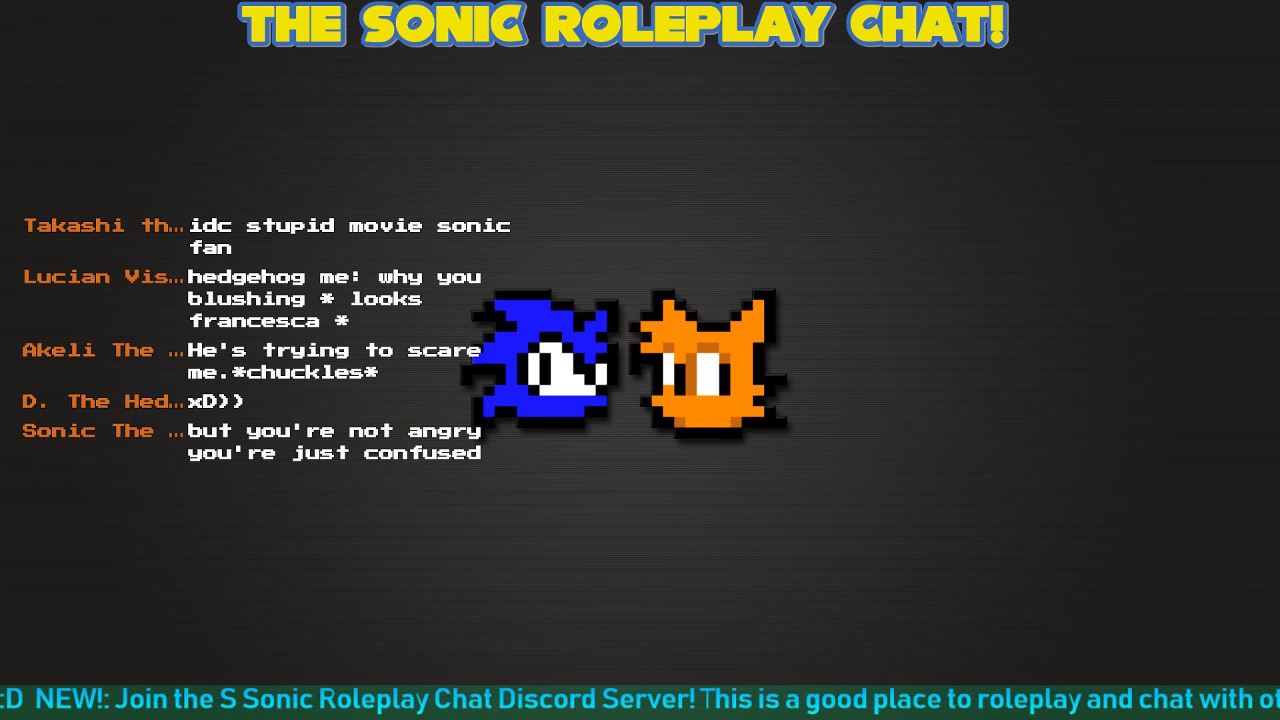 THE SONIC ROLEPLAY CHAT!
Takashi th... idc stupid movie sonic
fan
Lucian Vis... hedgehog me: why you
blushing * looks
francesca *
Akeli The ... He's trying to scare
me.*chuckles*
D. The Hed... xD))
Sonic The ... but you're not angry
you're just confused
:D NEW!: Join the S Sonic Roleplay Chat Discord Server! This is a good place to roleplay and chat with